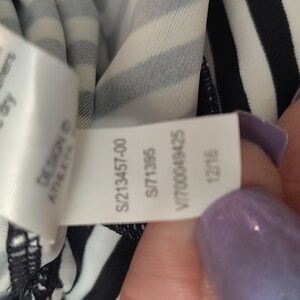 DESIGN ©
ATHLETA
S/213457-00
S/71395
V/700049425
12/16